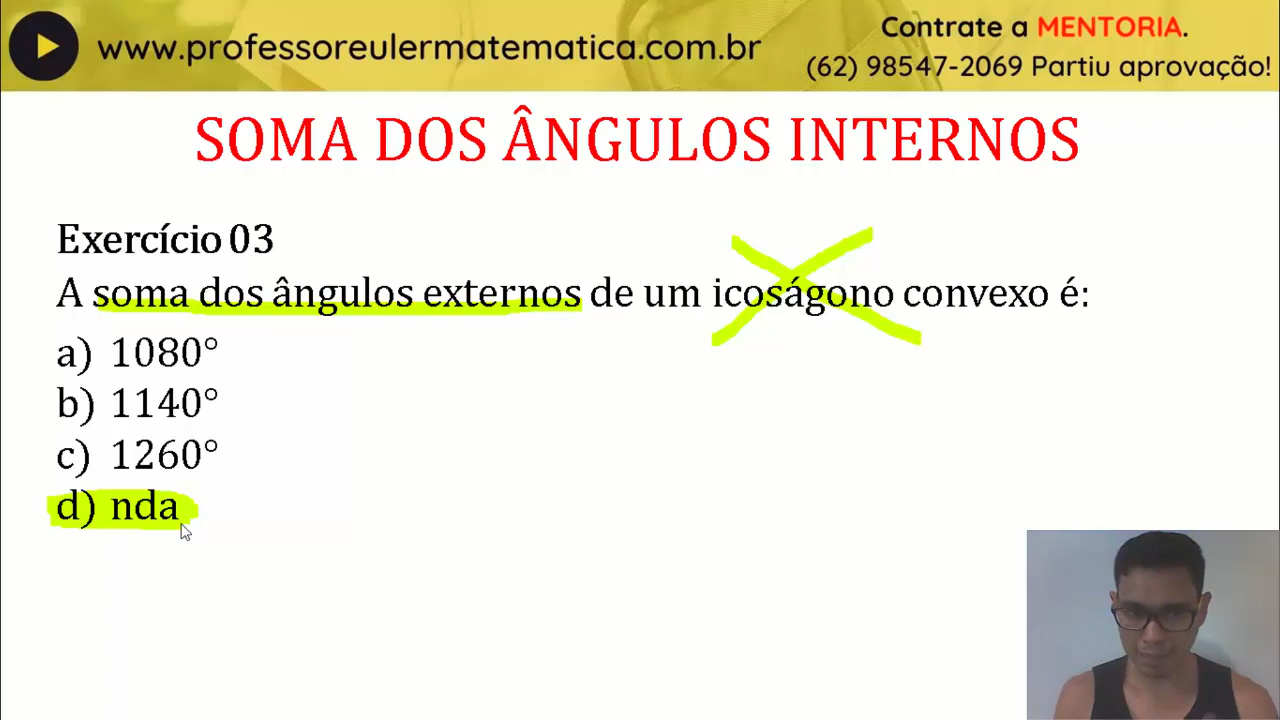 www.professoreulermatematica.com.br
Contrate a MENTORIA.
(62) 98547-2069 Partiu aprovação!
SOMA DOS ÂNGULOS INTERNOS
Exercício 03
A soma dos ângulos externos de um icoságono convexo é:
a) 1080°
b) 1140°
c) 1260°
d) nda